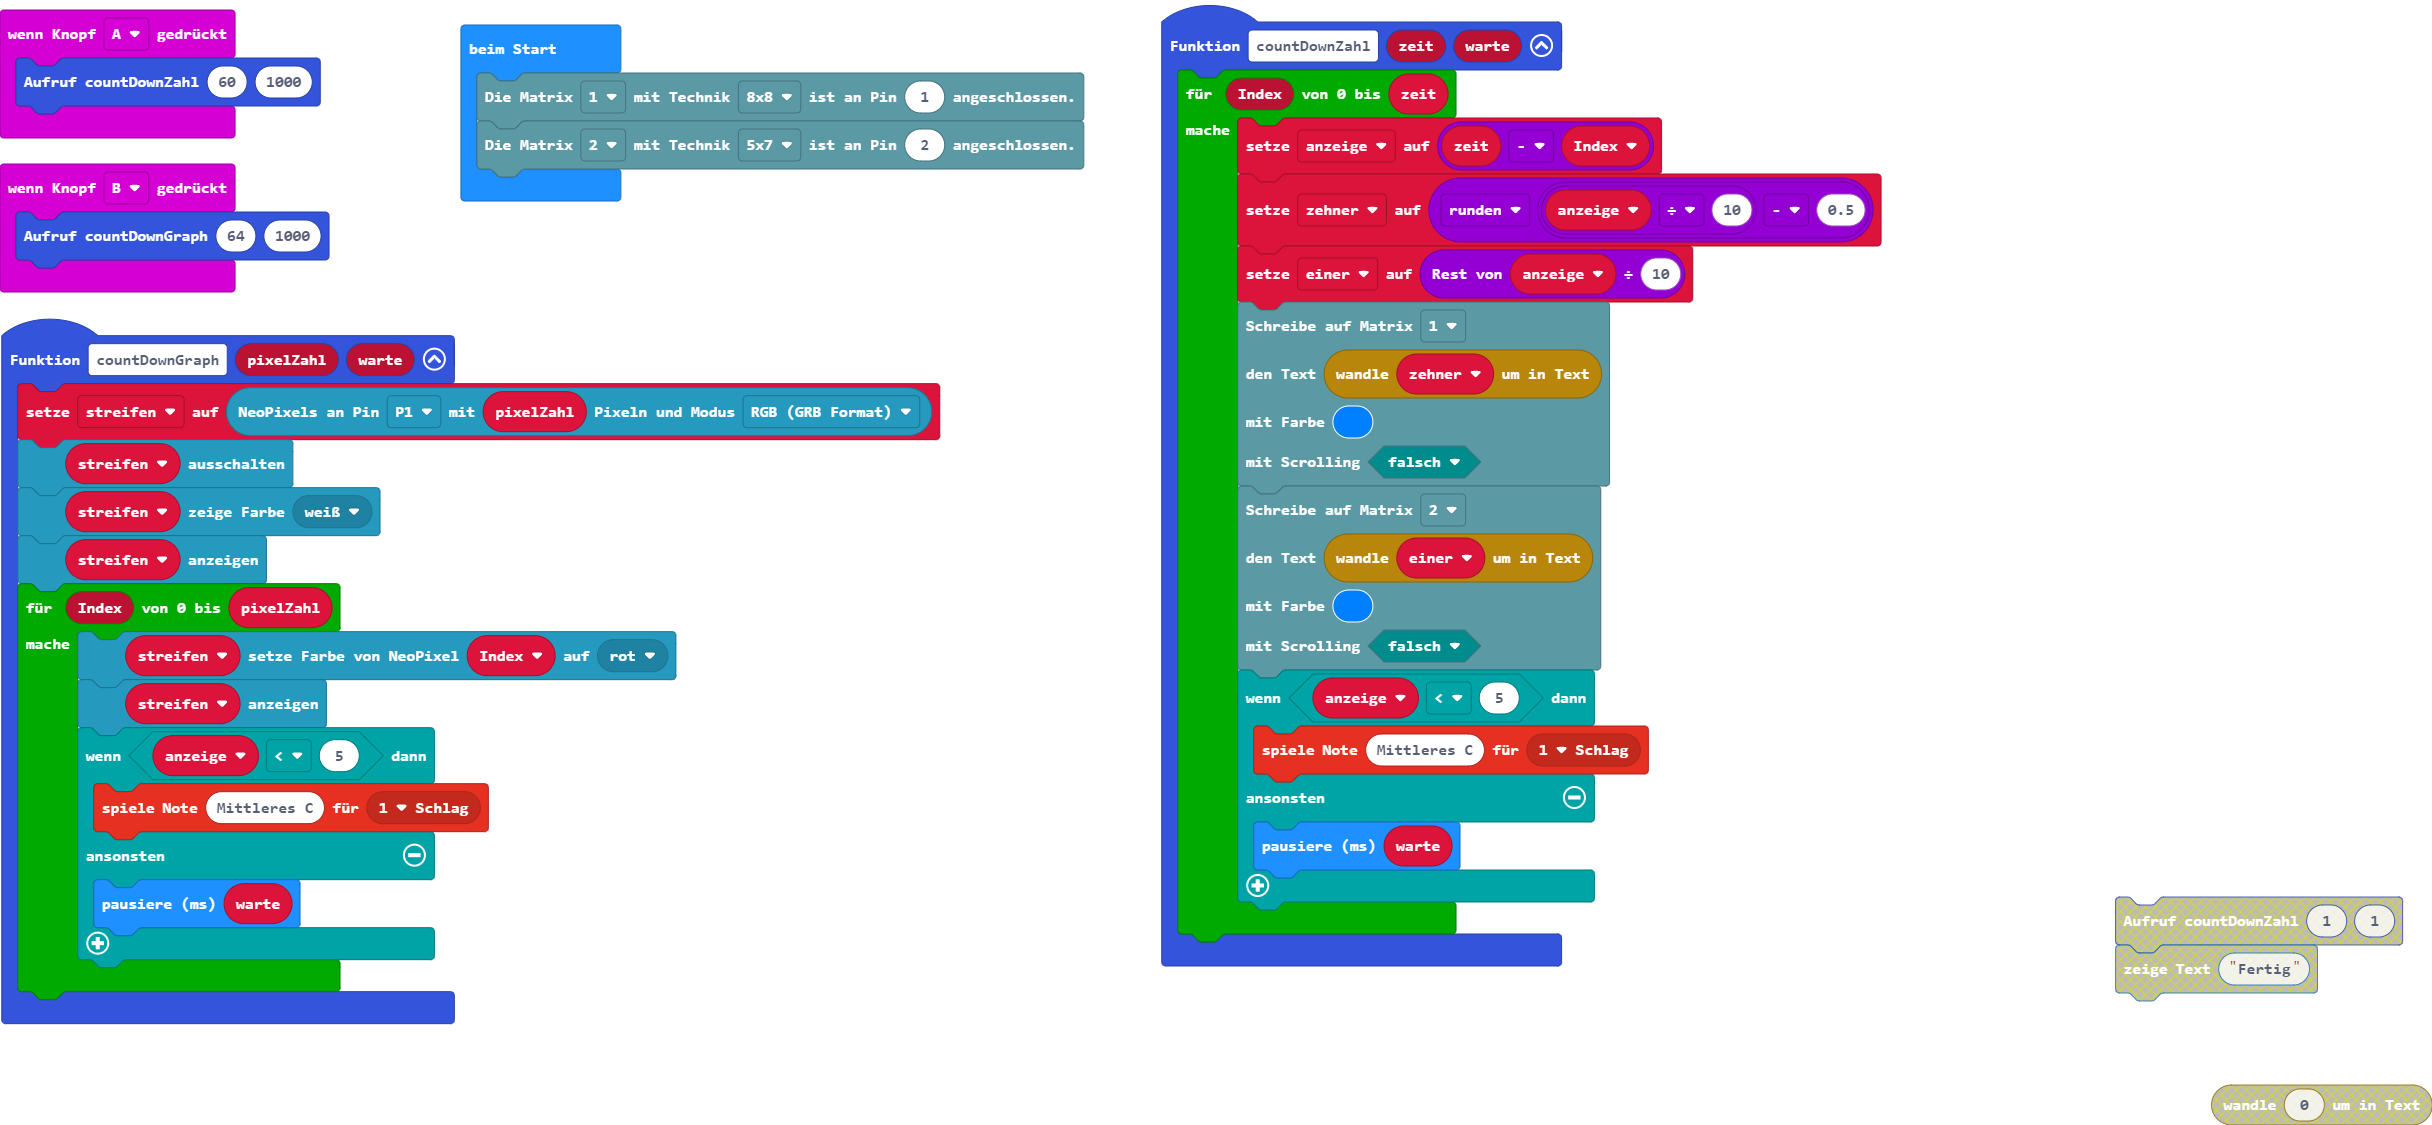 wenn Knopf A gedrückt
Aufruf countDownZahl 60 1000
wenn Knopf B gedrückt
Aufruf countDownGraph 64 1000
beim Start
Die Matrix 1 mit Technik 8x8 ist an Pin 1 angeschlossen.
Die Matrix 2 mit Technik 5x7 ist an Pin 2 angeschlossen.
Funktion countDownGraph pixelZahl warte
setze streifen auf NeoPixels an Pin P1 mit pixelZahl Pixeln und Modus RGB (GRB Format)
streifen ausschalten
streifen zeige Farbe weiß
streifen anzeigen
für Index von 0 bis pixelZahl
mache
streifen setze Farbe von NeoPixel Index auf rot
streifen anzeigen
wenn anzeige < 5 dann
spiele Note Mittleres C für 1 Schlag
ansonsten
pausiere (ms) warte
Funktion countDownZahl zeit warte
für Index von 0 bis zeit
mache
setze anzeige auf zeit - Index
setze zehner auf runden anzeige ÷ 10 - 0.5
setze einer auf Rest von anzeige ÷ 10
Schreibe auf Matrix 1
den Text wandle zehner um in Text
mit Farbe
mit Scrolling falsch
Schreibe auf Matrix 2
den Text wandle einer um in Text
mit Farbe
mit Scrolling falsch
wenn anzeige < 5 dann
spiele Note Mittleres C für 1 Schlag
ansonsten
pausiere (ms) warte
Aufruf countDownZahl 1 1
zeige Text "Fertig"
wandle 0 um in Text